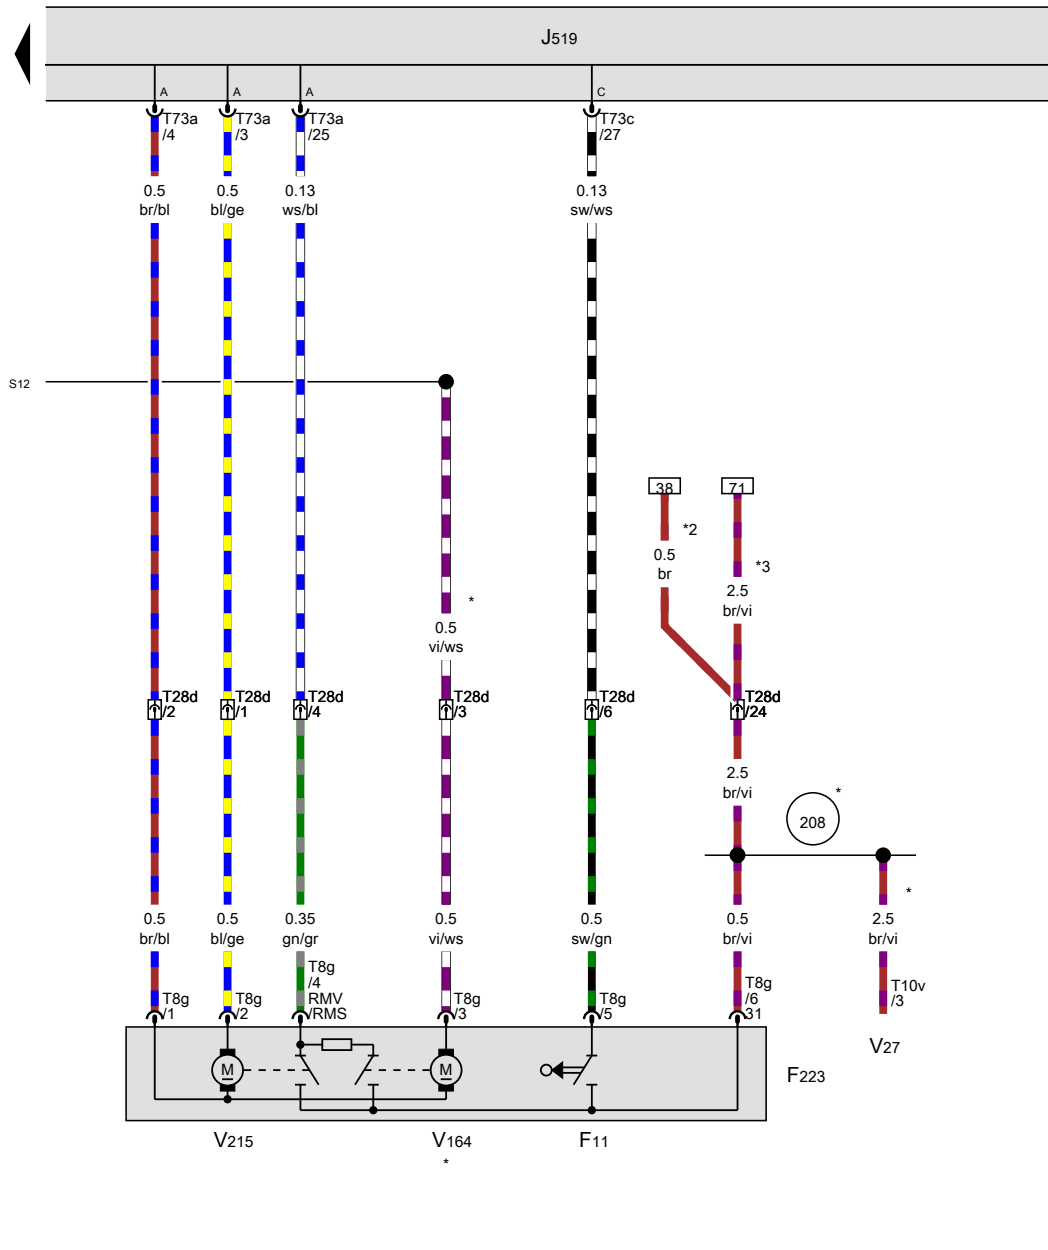 J519
A
A
A
C
T73a
/4
T73a
/3
T73a
/25
T73c
/27
0.5
br/bl
0.5
bl/ge
0.13
ws/bl
0.13
sw/ws
S12
38
71
*2
0.5
br
*3
2.5
br/vi
*
0.5
vi/ws
T28d
/2
T28d
/1
T28d
/4
T28d
/3
T28d
/6
T28d
/24
2.5
br/vi
*
208
*
0.5
br/bl
0.5
bl/ge
0.35
gn/gr
0.5
vi/ws
0.5
sw/gn
0.5
br/vi
2.5
br/vi
T8g
/1
T8g
/2
T8g
/4
RMV
/RMS
T8g
/3
T8g
/5
T8g
/6
31
T10v
/3
V27
M
M
F223
V215
V164
*
F11